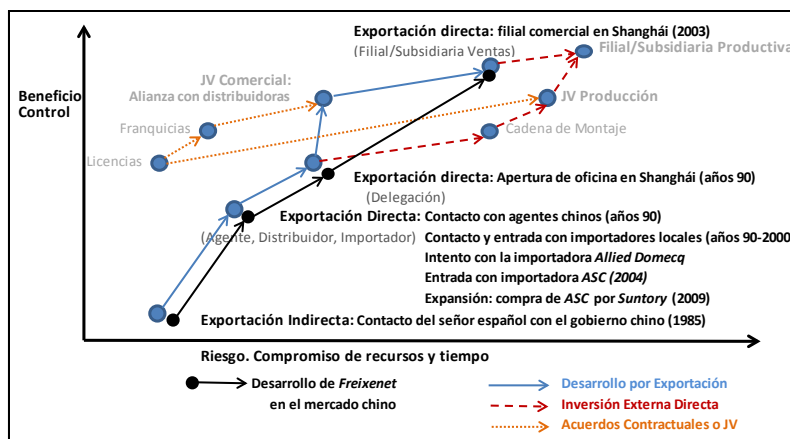 Exportación directa: filial comercial en Shanghái (2003)
(Filial/Subsidiaria Ventas)
Filial/Subsidiaria Productiva
JV Comercial:
Alianza con distribuidoras
Beneficio
Control
JV Producción
Franquicias
Cadena de Montaje
Licencias
Exportación directa: Apertura de oficina en Shanghái (años 90)
(Delegación)
Exportación Directa: Contacto con agentes chinos (años 90)
(Agente, Distribuidor, Importador)
Contacto y entrada con importadores locales (años 90-2000)
Intento con la importadora Allied Domecq
Entrada con importadora ASC (2004)
Expansión: compra de ASC por Suntory (2009)
Exportación Indirecta: Contacto del señor español con el gobierno chino (1985)
Riesgo. Compromiso de recursos y tiempo
Desarrollo de Freixenet
en el mercado chino
Desarrollo por Exportación
Inversión Externa Directa
Acuerdos Contractuales o JV